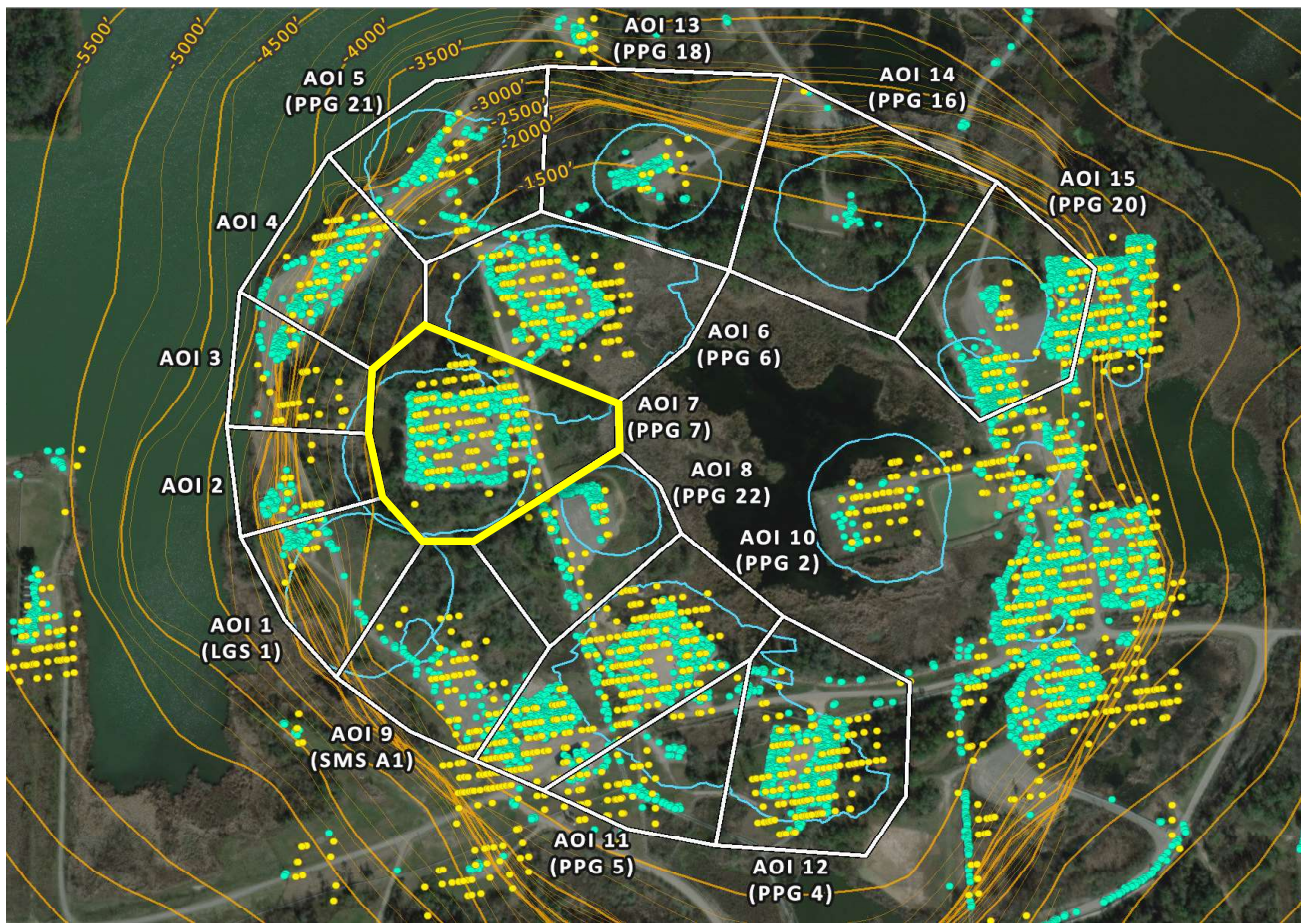 -5500'
-5000'
-4500'
-4000'
-3500'
-3000'
-2500'
-2000'
-1500'
AOI 13
(PPG 18)
AOI 5
(PPG 21)
AOI 14
(PPG 16)
AOI 15
(PPG 20)
AOI 4
AOI 3
AOI 6
(PPG 6)
AOI 7
(PPG 7)
AOI 2
AOI 8
(PPG 22)
AOI 10
(PPG 2)
AOI 1
(LGS 1)
AOI 9
(SMS A1)
AOI 11
(PPG 5)
AOI 12
(PPG 4)